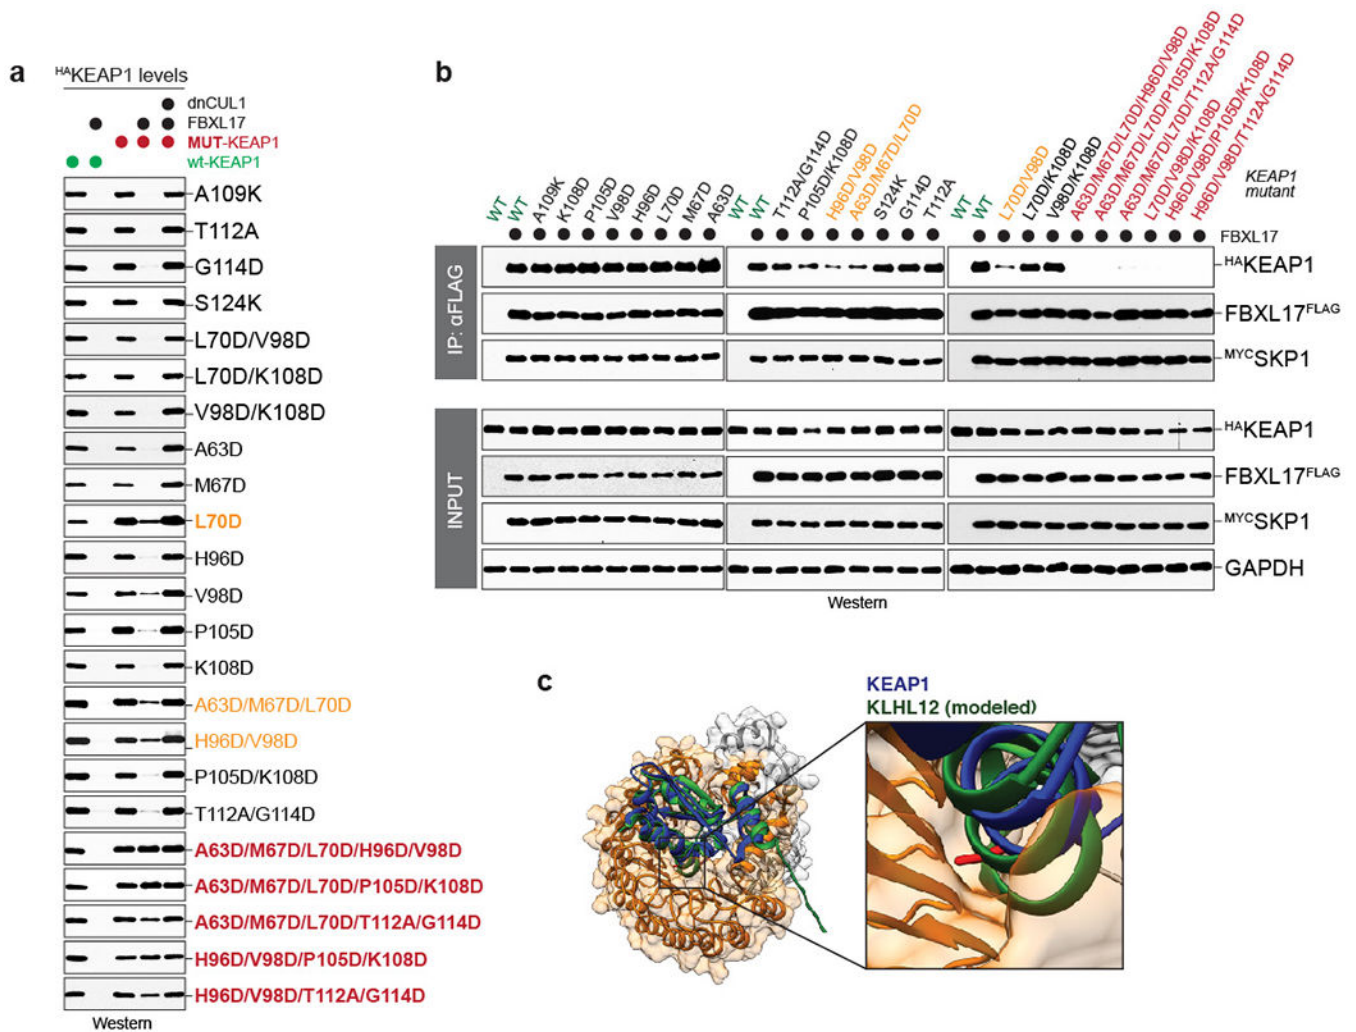 a
HAKEAP1 levels
dnCUL1
FBXL17
MUT-KEAP1
wt-KEAP1
A109K
T112A
G114D
S124K
L70D/V98D
L70D/K108D
V98D/K108D
A63D
M67D
L70D
H96D
V98D
P105D
K108D
A63D/M67D/L70D
H96D/V98D
P105D/K108D
T112A/G114D
A63D/M67D/L70D/H96D/V98D
A63D/M67D/L70D/P105D/K108D
A63D/M67D/L70D/T112A/G114D
H96D/V98D/P105D/K108D
H96D/V98D/T112A/G114D
Western
b
WT
WT
A109K
K108D
P105D
V98D
H96D
L70D
M67D
A63D
WT
WT
T112A/G114D
P105D/K108D
H96D/V98D
A63D/M67D/L70D
S124K
G114D
T112A
WT
WT
L70D/V98D
L70D/K108D
V98D/K108D
A63D/M67D/L70D/H96D/V98D
A63D/M67D/L70D/P105D/K108D
A63D/M67D/L70D/T112A/G114D
L70D/V98D/K108D
H96D/V98D/P105D/K108D
H96D/V98D/T112A/G114D
KEAP1
mutant
FBXL17
IP: αFLAG
HAKEAP1
FBXL17FLAG
MYCSKP1
INPUT
HAKEAP1
FBXL17FLAG
MYCSKP1
GAPDH
Western
c
KEAP1
KLHL12 (modeled)